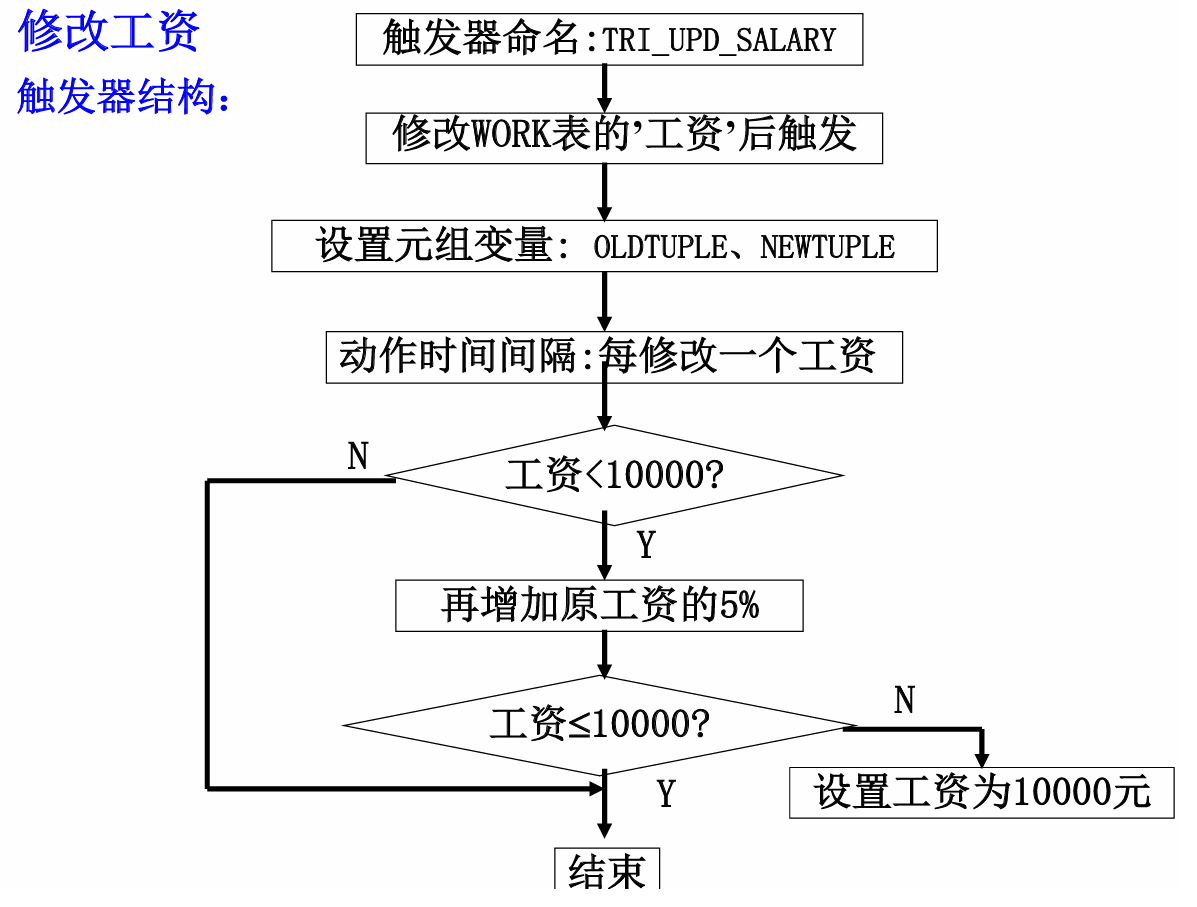 修改工资
触发器结构:
触发器命名:TRI_UPD_SALARY
修改WORK表的’工资’后触发
设置元组变量: OLDTUPLE、NEWTUPLE
动作时间间隔:每修改一个工资
N
工资<10000?
Y
再增加原工资的5%
N
工资≤10000?
Y
设置工资为10000元
结束